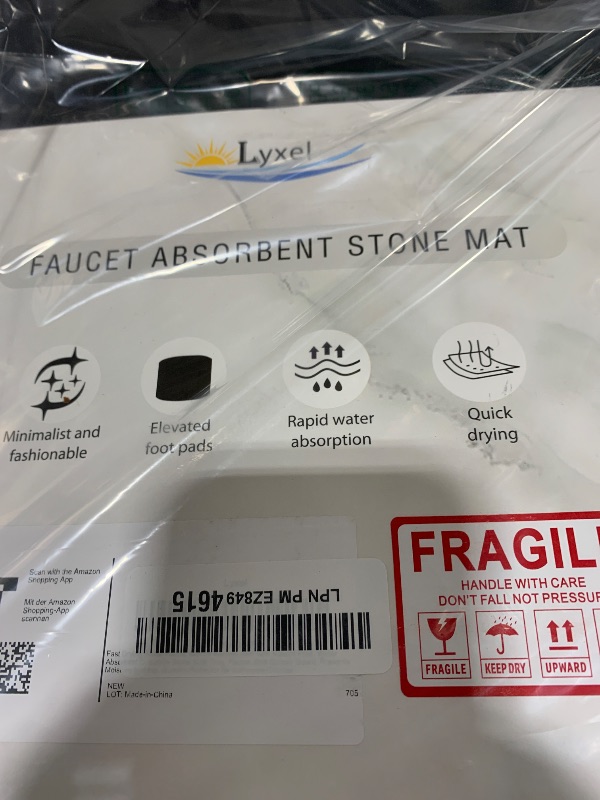 Lyxel
FAUCET ABSORBENT STONE MAT
Minimalist and
fashionable
Elevated
foot pads
Rapid water
absorption
Quick
drying
Scan with the Amazon
Shopping App
Mit der Amazon
Shopping-App
scannen
LPN PM EZ849 4615
NEW
LOT: Made-in-China
705
FRAGIL
HANDLE WITH CARE
DON'T FALL NOT PRESSUR
FRAGILE
KEEP DRY
UPWARD